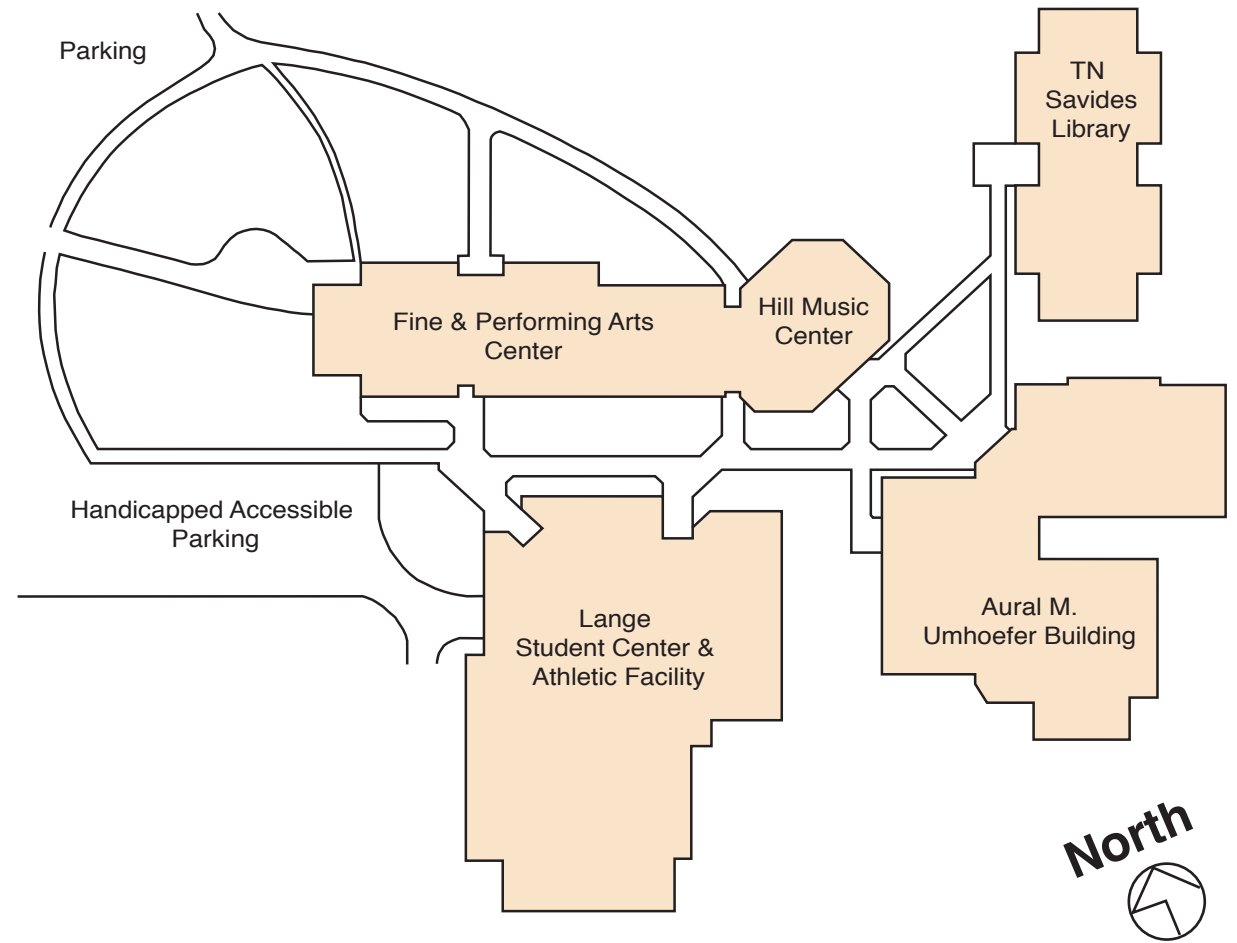 Parking
TN
Savides
Library
Fine & Performing Arts
Center
Hill Music
Center
Handicapped Accessible
Parking
Lange
Student Center &
Athletic Facility
Aural M.
Umhoefer Building
North